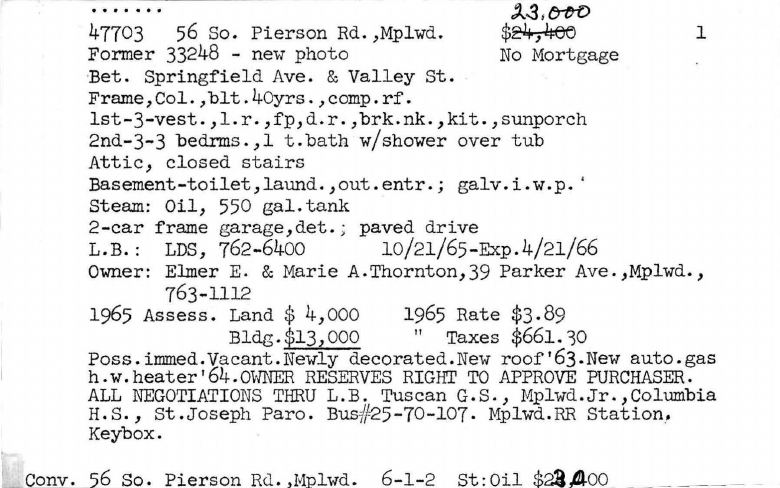 .......
23,000
47703 56 So. Pierson Rd.,Mplwd. $24,400 1
Former 33248 - new photo No Mortgage
Bet. Springfield Ave. & Valley St.
Frame,Col.,blt.40yrs.,comp.rf.
1st-3-vest.,l.r.,fp,d.r.,brk.nk.,kit.,sunporch
2nd-3-3 bedrms.,1 t.bath w/shower over tub
Attic, closed stairs
Basement-toilet,laund.,out.entr.; galv.i.w.p.'
Steam: Oil, 550 gal.tank
2-car frame garage,det.; paved drive
L.B.: LDS, 762-6400 10/21/65-Exp.4/21/66
Owner: Elmer E. & Marie A.Thornton,39 Parker Ave.,Mplwd.,
763-1112
1965 Assess. Land $ 4,000 1965 Rate $3.89
Bldg.$13,000 " Taxes $661.30
Poss.immed.Vacant.Newly decorated.New roof'63.New auto.gas
h.w.heater'64.OWNER RESERVES RIGHT TO APPROVE PURCHASER.
ALL NEGOTIATIONS THRU L.B. Tuscan G.S., Mplwd.Jr.,Columbia
H.S., St.Joseph Paro. Bus#25-70-107. Mplwd.RR Station.
Keybox.
Conv. 56 So. Pierson Rd.,Mplwd. 6-1-2 St:Oil